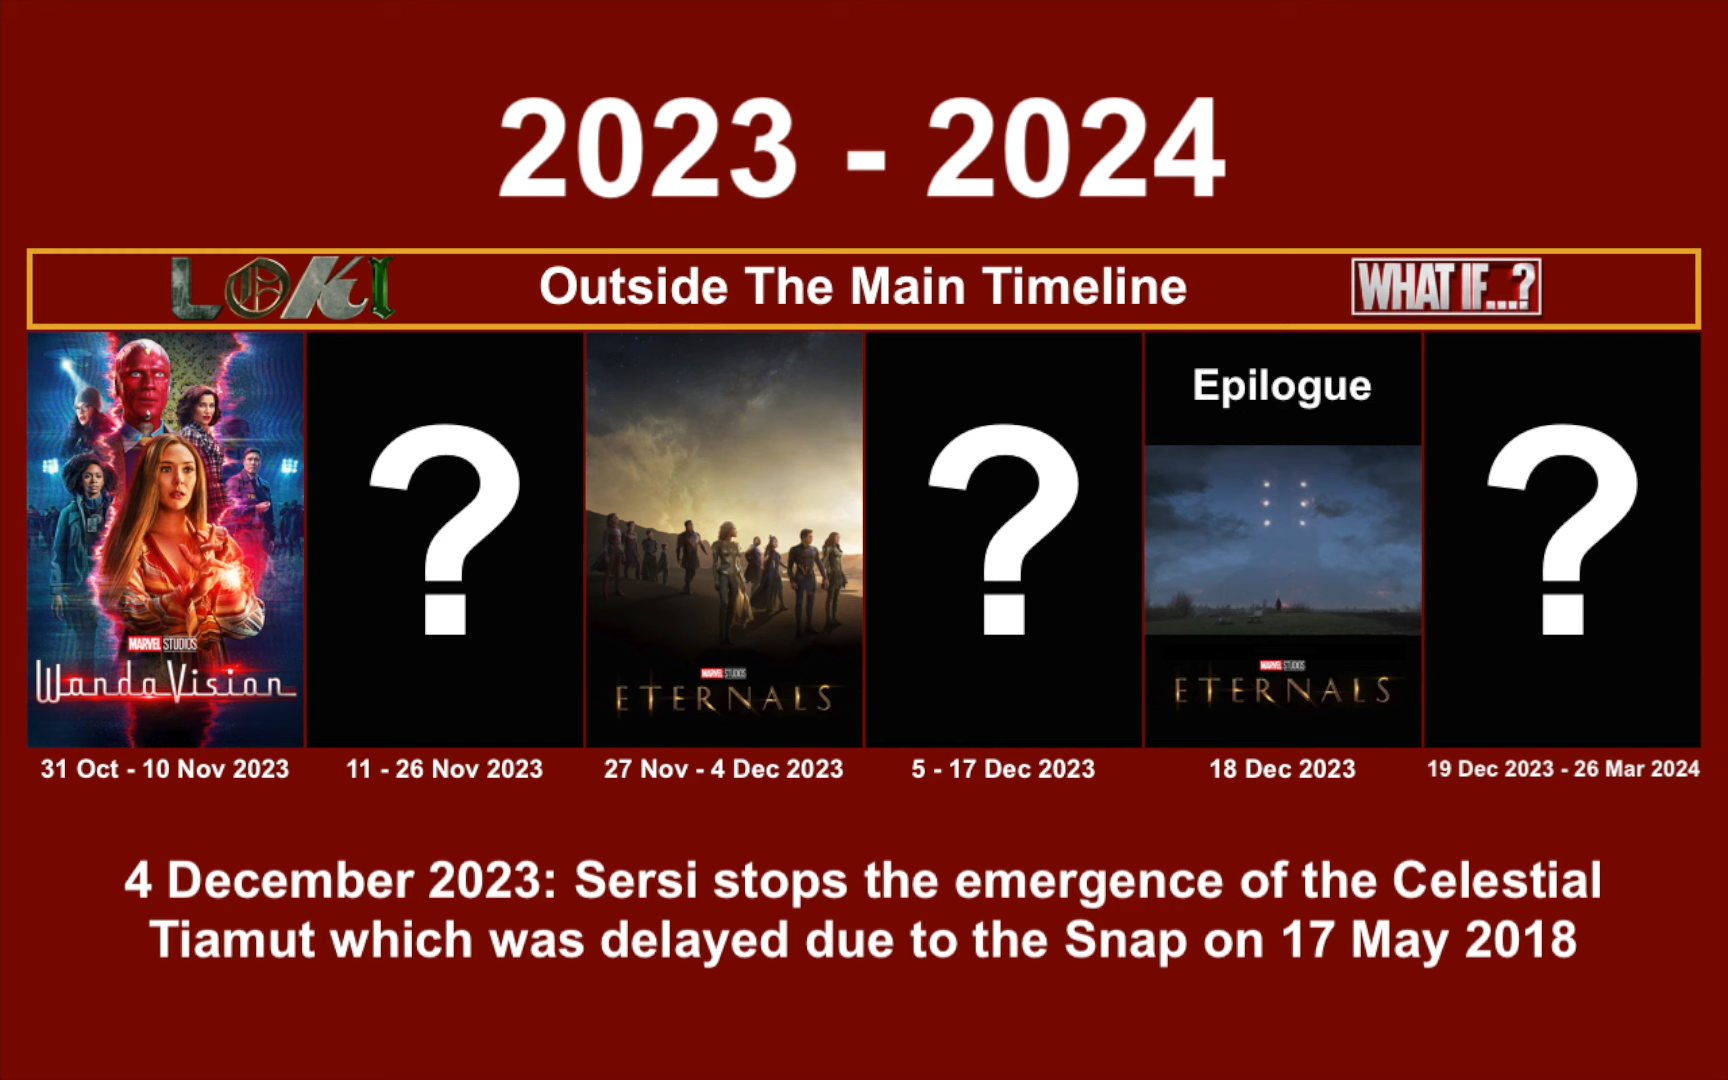 2023 - 2024
LOKI
Outside The Main Timeline
WHAT IF...?
MARVEL STUDIOS
WandaVision
?
MARVEL STUDIOS
ETERNALS
?
Epilogue
MARVEL STUDIOS
ETERNALS
?
31 Oct - 10 Nov 2023
11 - 26 Nov 2023
27 Nov - 4 Dec 2023
5 - 17 Dec 2023
18 Dec 2023
19 Dec 2023 - 26 Mar 2024
4 December 2023: Sersi stops the emergence of the Celestial
Tiamut which was delayed due to the Snap on 17 May 2018